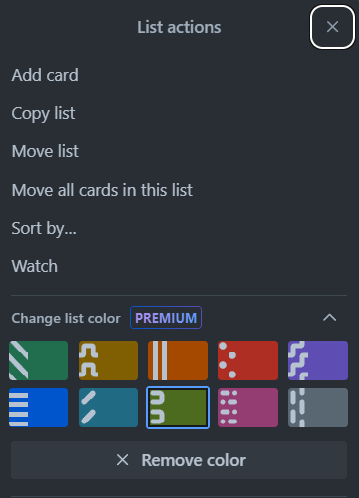 List actions
Add card
Copy list
Move list
Move all cards in this list
Sort by...
Watch
Change list color PREMIUM
Remove color